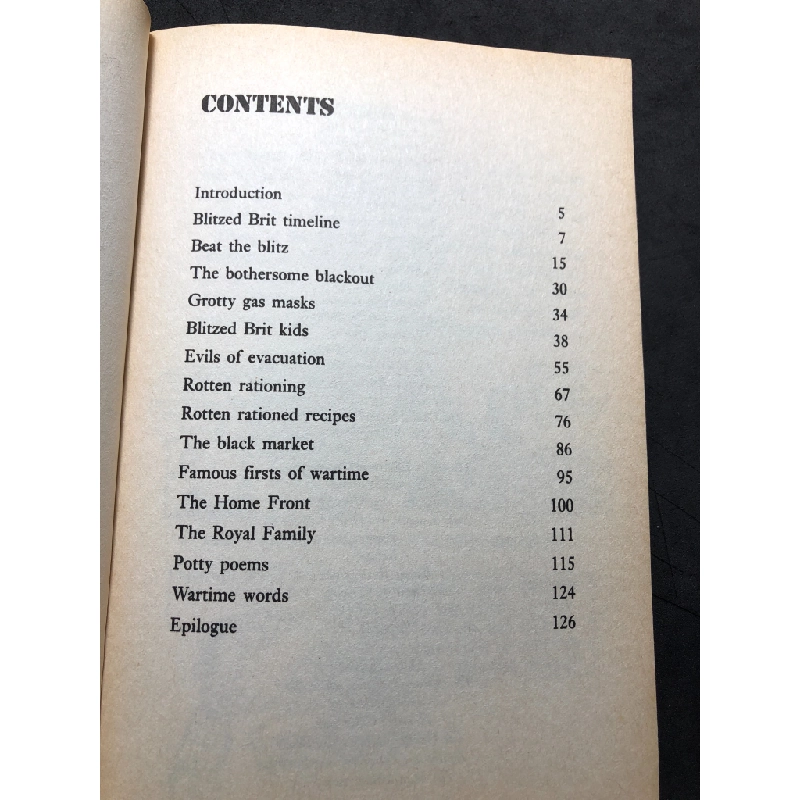 CONTENTS
Introduction 5
Blitzed Brit timeline 7
Beat the blitz 15
The bothersome blackout 30
Grotty gas masks 34
Blitzed Brit kids 38
Evils of evacuation 55
Rotten rationing 67
Rotten rationed recipes 76
The black market 86
Famous firsts of wartime 95
The Home Front 100
The Royal Family 111
Potty poems 115
Wartime words 124
Epilogue 126